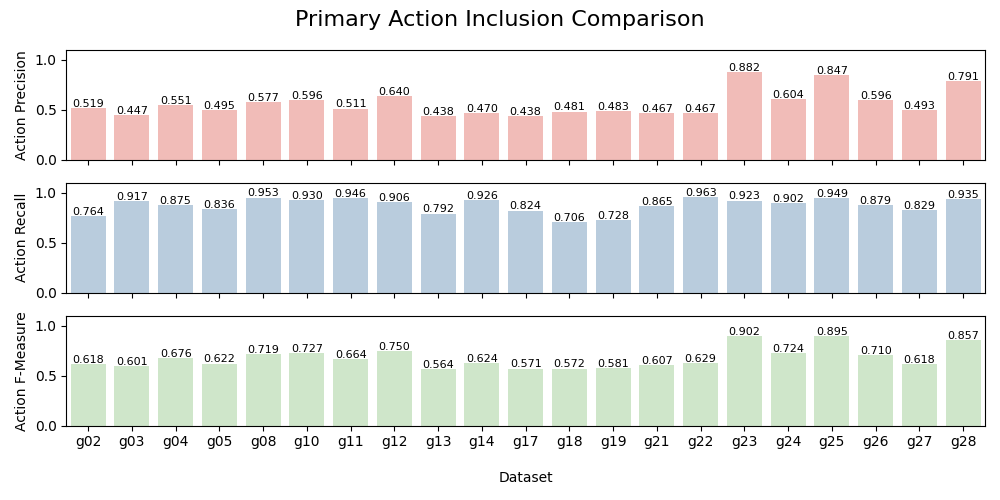 Primary Action Inclusion Comparison
Action Precision
1.0
0.5
0.0
0.519 0.447 0.551 0.495 0.577 0.596 0.511 0.640 0.438 0.470 0.438 0.481 0.483 0.467 0.467 0.882 0.604 0.847 0.596 0.493 0.791
Action Recall
1.0
0.5
0.0
0.764 0.917 0.875 0.836 0.953 0.930 0.946 0.906 0.792 0.926 0.824 0.706 0.728 0.865 0.963 0.923 0.902 0.949 0.879 0.829 0.935
Action F-Measure
1.0
0.5
0.0
0.618 0.601 0.676 0.622 0.719 0.727 0.664 0.750 0.564 0.624 0.571 0.572 0.581 0.607 0.629 0.902 0.724 0.895 0.710 0.618 0.857
g02 g03 g04 g05 g08 g10 g11 g12 g13 g14 g17 g18 g19 g21 g22 g23 g24 g25 g26 g27 g28
Dataset